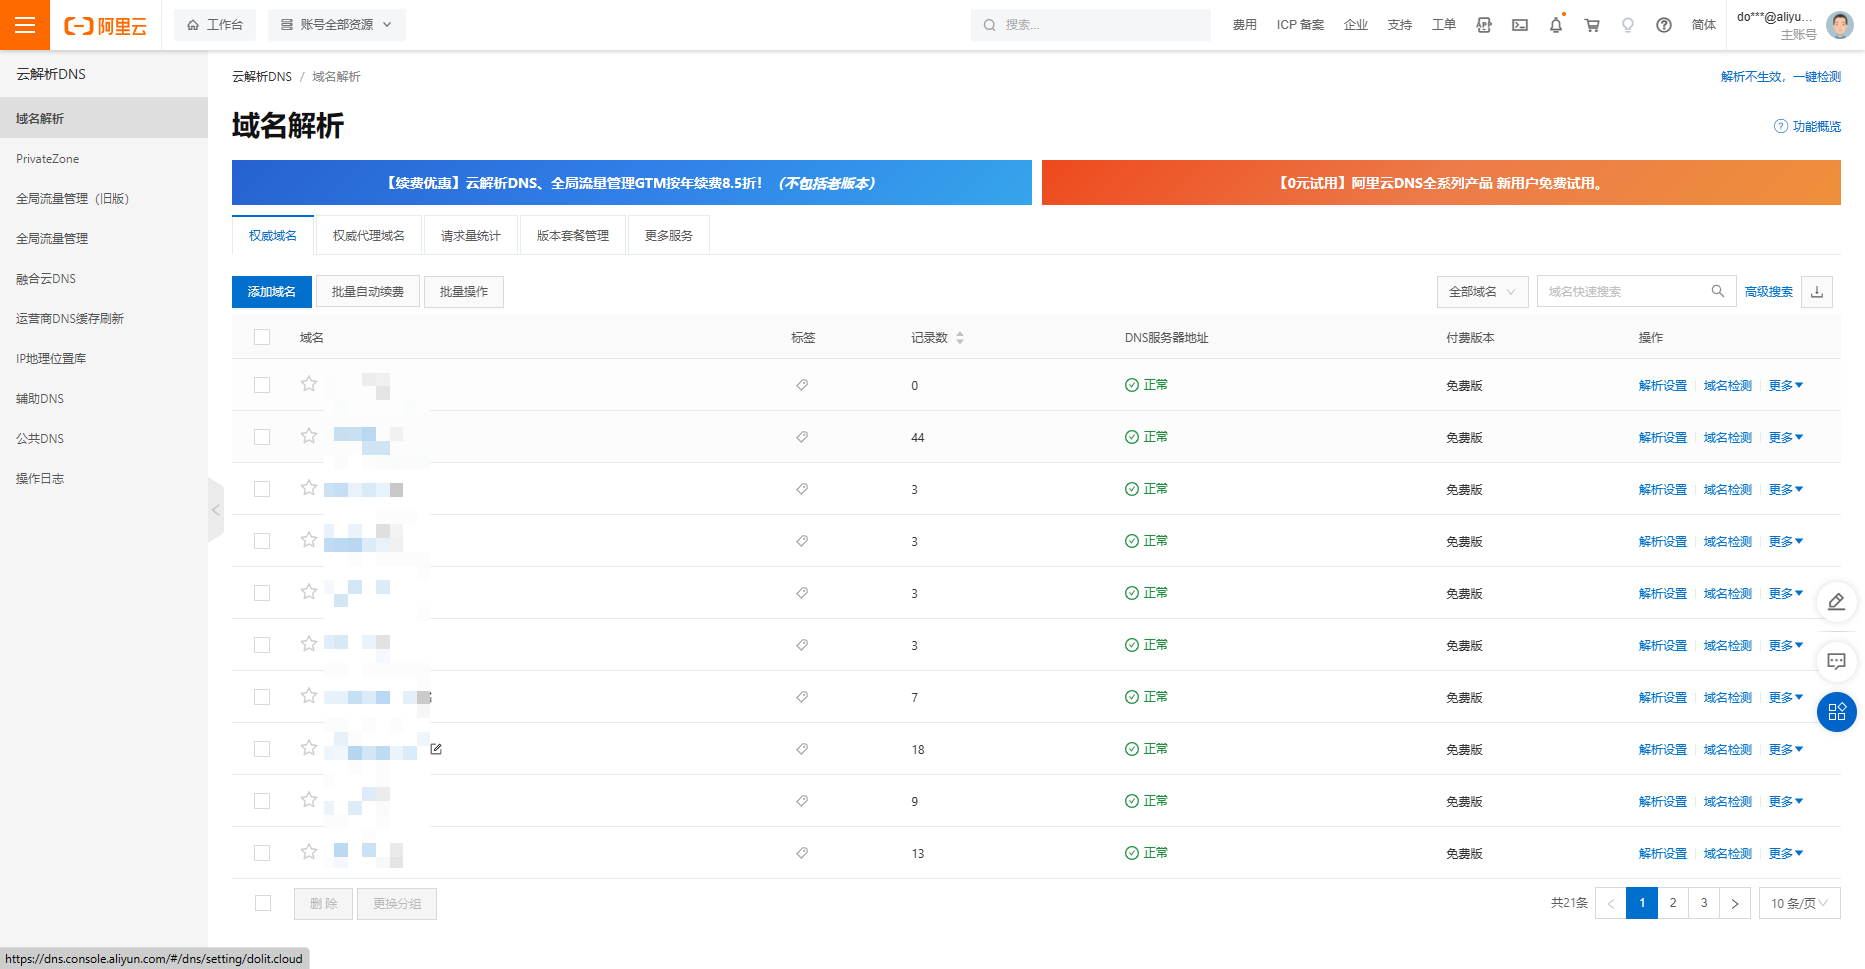 阿里云
工作台
账号全部资源
搜索...
费用
ICP 备案
企业
支持
工单
简体
do***@aliyu...
主账号
云解析DNS
域名解析
PrivateZone
全局流量管理（旧版）
全局流量管理
融合云DNS
运营商DNS缓存刷新
IP地理位置库
辅助DNS
公共DNS
操作日志
云解析DNS / 域名解析
解析不生效，一键检测
域名解析
功能概览
【续费优惠】云解析DNS、全局流量管理GTM按年续费8.5折！（不包括老版本）
【0元试用】阿里云DNS全系列产品 新用户免费试用。
权威域名 权威代理域名 请求量统计 版本套餐管理 更多服务
添加域名 批量自动续费 批量操作 全部域名 域名快速搜索 高级搜索
域名 标签 记录数 DNS服务器地址 付费版本 操作
0 正常 免费版 解析设置 域名检测 更多
44 正常 免费版 解析设置 域名检测 更多
3 正常 免费版 解析设置 域名检测 更多
3 正常 免费版 解析设置 域名检测 更多
3 正常 免费版 解析设置 域名检测 更多
3 正常 免费版 解析设置 域名检测 更多
7 正常 免费版 解析设置 域名检测 更多
18 正常 免费版 解析设置 域名检测 更多
9 正常 免费版 解析设置 域名检测 更多
13 正常 免费版 解析设置 域名检测 更多
删 除 更换分组 共21条 < 1 2 3 > 10 条/页
https://dns.console.aliyun.com/#/dns/setting/dolit.cloud